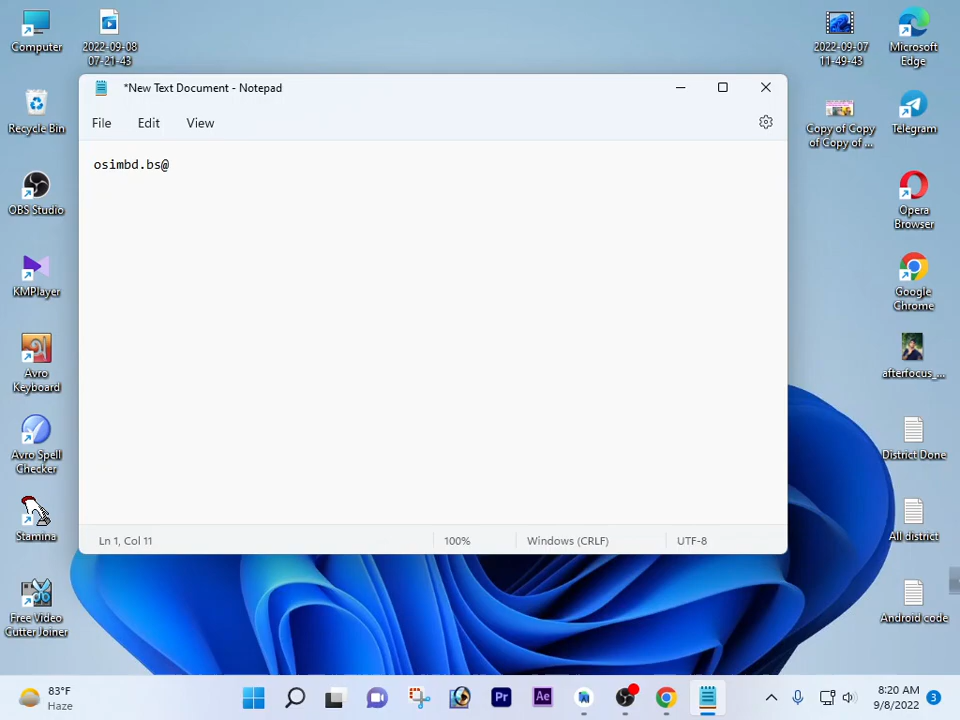 Computer
2022-09-08
07-21-43
2022-09-07
11-49-43
Microsoft
Edge
*New Text Document - Notepad
File Edit View
Recycle Bin
Copy of Copy
of Copy of ...
Telegram
osimbd.bs@
OBS Studio
Opera
Browser
KMPlayer
Google
Chrome
Avro
Keyboard
afterfocus_...
Avro Spell
Checker
District Done
Stamina
All district
Ln 1, Col 11 100% Windows (CRLF) UTF-8
Free Video
Cutter Joiner
Android code
83°F
Haze
Pr
Ae
8:20 AM
9/8/2022
3